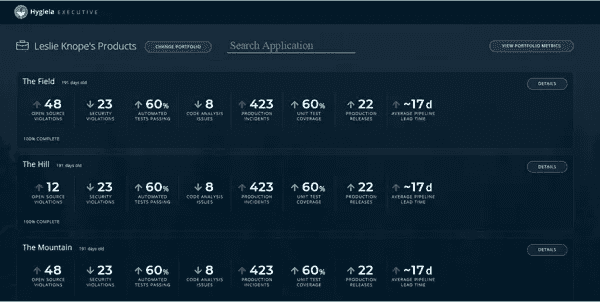 Hygieia EXECUTIVE
Leslie Knope's Products
CHANGE PORTFOLIO
Search Application
VIEW PORTFOLIO METRICS
The Field 191 days old
DETAILS
48 23 60% 8 423 60% 22 ~17 d
OPEN SOURCE SECURITY AUTOMATED CODE ANALYSIS PRODUCTION UNIT TEST PRODUCTION AVERAGE PIPELINE
VIOLATIONS VIOLATIONS TESTS PASSING ISSUES INCIDENTS COVERAGE RELEASES LEAD TIME
100% COMPLETE
The Hill 191 days old
DETAILS
12 23 60% 8 423 60% 22 ~17 d
OPEN SOURCE SECURITY AUTOMATED CODE ANALYSIS PRODUCTION UNIT TEST PRODUCTION AVERAGE PIPELINE
VIOLATIONS VIOLATIONS TESTS PASSING ISSUES INCIDENTS COVERAGE RELEASES LEAD TIME
100% COMPLETE
The Mountain 191 days old
DETAILS
48 23 60% 8 423 60% 22 ~17 d
OPEN SOURCE SECURITY AUTOMATED CODE ANALYSIS PRODUCTION UNIT TEST PRODUCTION AVERAGE PIPELINE
VIOLATIONS VIOLATIONS TESTS PASSING ISSUES INCIDENTS COVERAGE RELEASES LEAD TIME